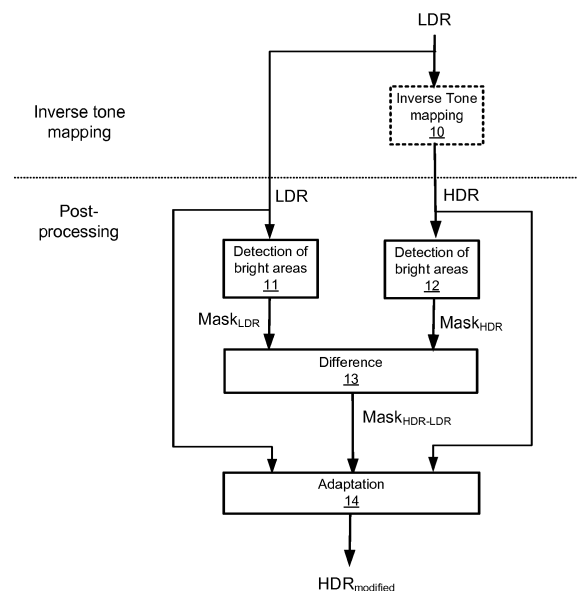 LDR
Inverse tone
mapping
Inverse Tone
mapping
10
LDR
HDR
Post-
processing
Detection of
bright areas
11
Detection of
bright areas
12
MaskLDR
MaskHDR
Difference
13
MaskHDR-LDR
Adaptation
14
HDRmodified